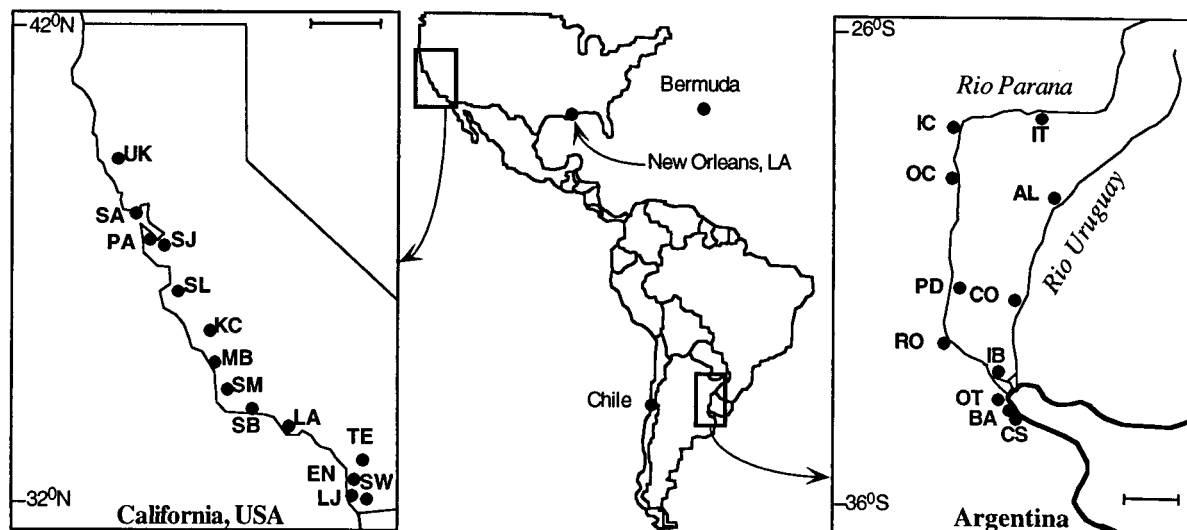 42⁰N
UK
SA
PA
SJ
SL
KC
MB
SM
SB
LA
TE
EN
SW
LJ
32⁰N
California, USA
Bermuda
New Orleans, LA
Chile
26⁰S
Rio Parana
IC
IT
OC
AL
Rio Uruguay
PD
CO
RO
IB
OT
BA
CS
36⁰S
Argentina